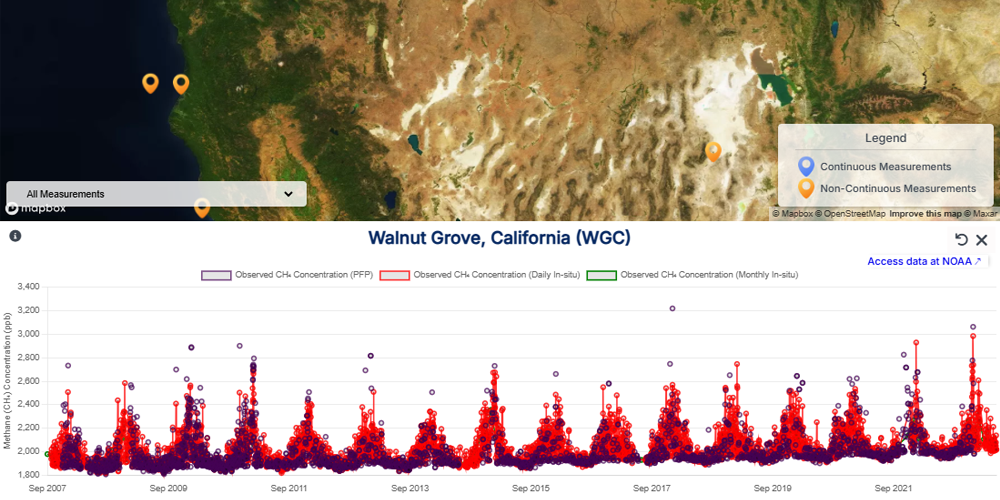 Legend
Continuous Measurements
Non-Continuous Measurements
All Measurements
mapbox
© Mapbox © OpenStreetMap Improve this map © Maxar
Walnut Grove, California (WGC)
Access data at NOAA↗
Observed CH₄ Concentration (PFP) Observed CH₄ Concentration (Daily In-situ) Observed CH₄ Concentration (Monthly In-situ)
Methane (CH₄) Concentration (ppb)
3,400
3,200
3,000
2,800
2,600
2,400
2,200
2,000
1,800
Sep 2007 Sep 2009 Sep 2011 Sep 2013 Sep 2015 Sep 2017 Sep 2019 Sep 2021